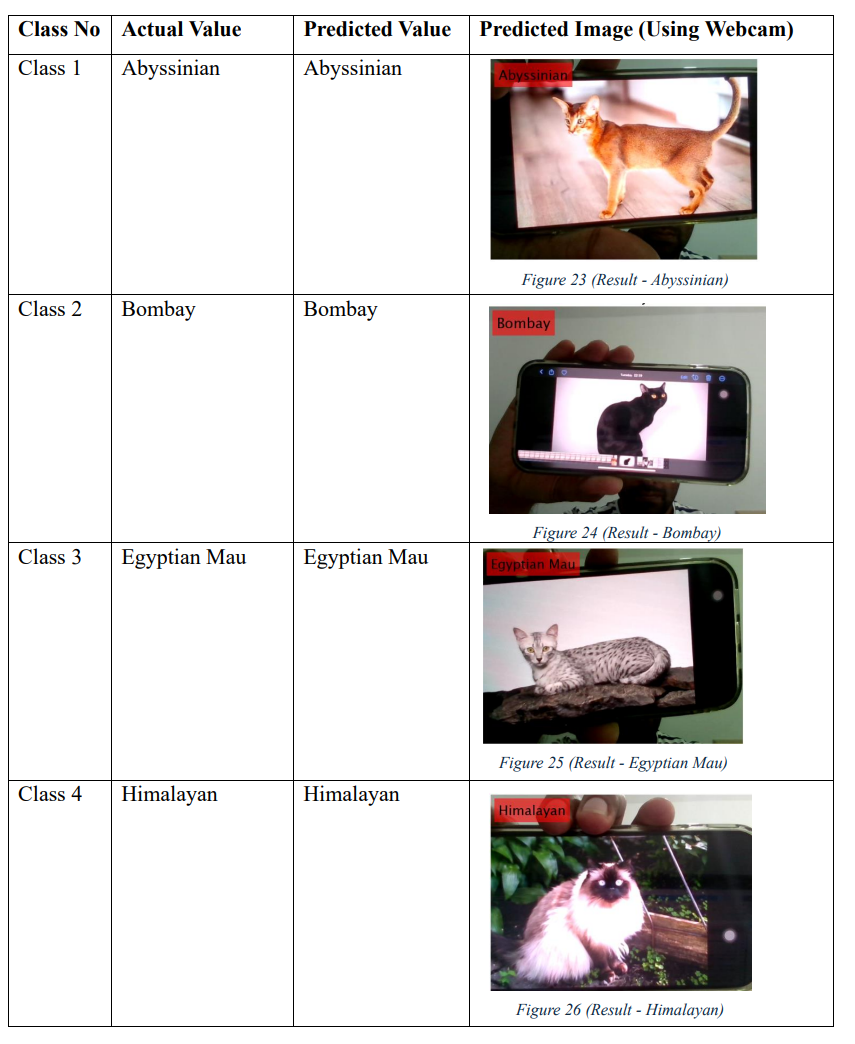 Class No Actual Value Predicted Value Predicted Image (Using Webcam)
Class 1 Abyssinian Abyssinian
Abyssinian
Figure 23 (Result - Abyssinian)
Class 2 Bombay Bombay
Bombay
Figure 24 (Result - Bombay)
Class 3 Egyptian Mau Egyptian Mau
Egyptian Mau
Figure 25 (Result - Egyptian Mau)
Class 4 Himalayan Himalayan
Himalayan
Figure 26 (Result - Himalayan)